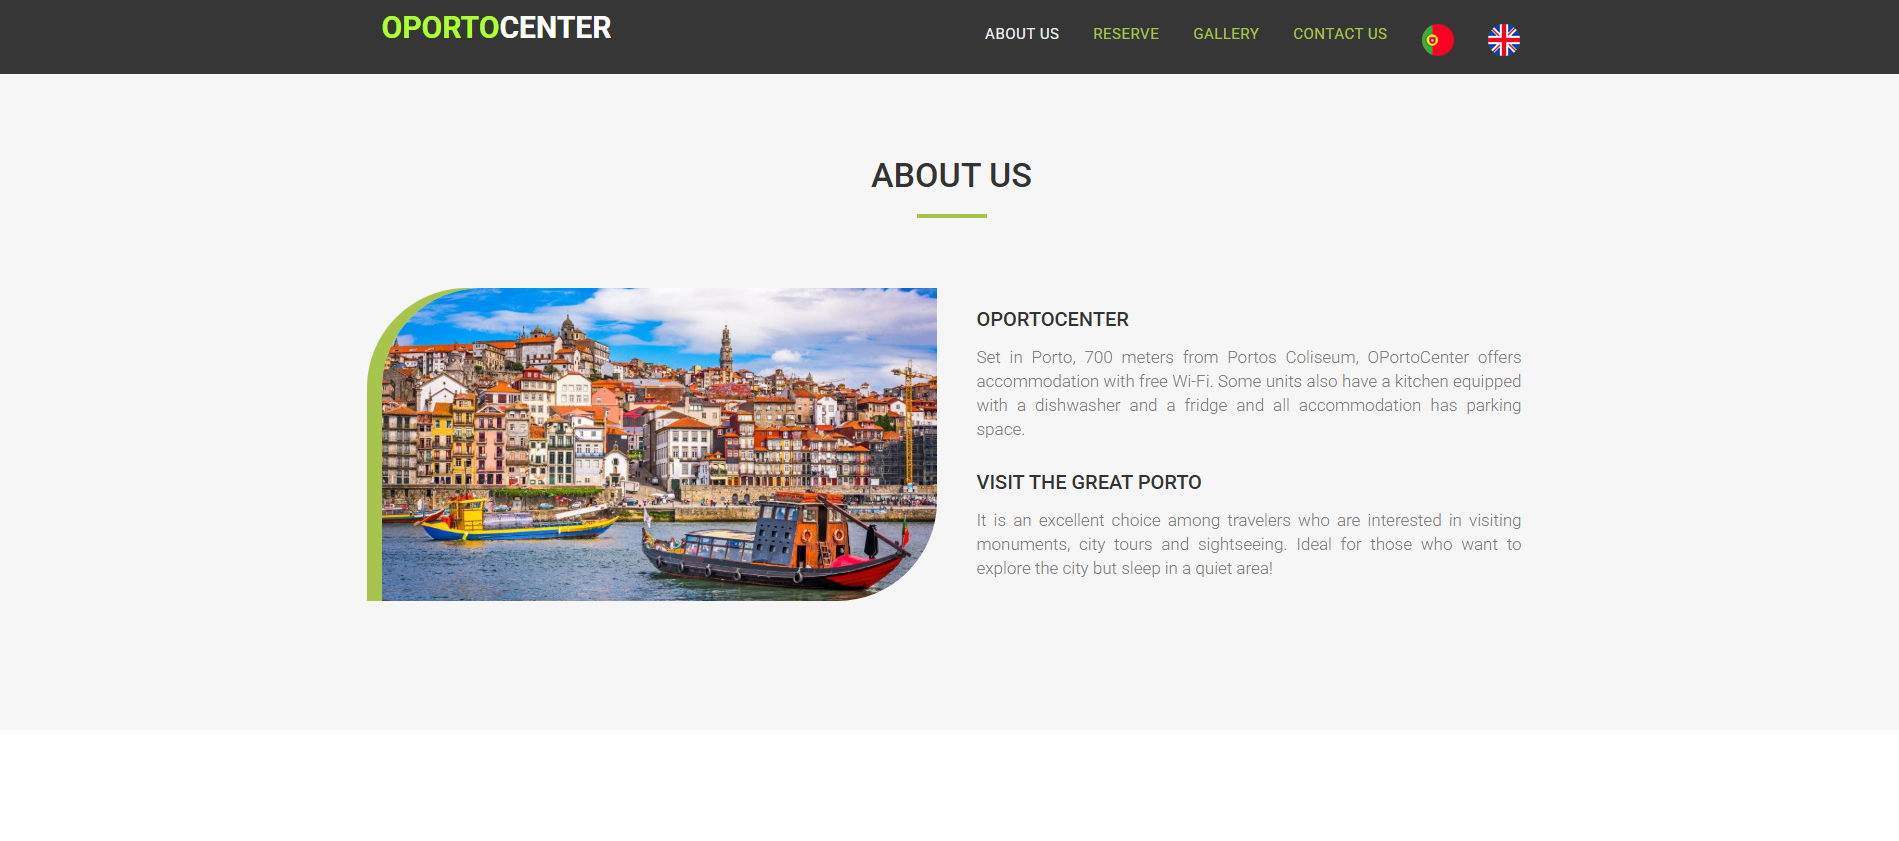 OPORTOCENTER
ABOUT US
RESERVE
GALLERY
CONTACT US
ABOUT US
OPORTOCENTER
Set in Porto, 700 meters from Portos Coliseum, OPortoCenter offers
accommodation with free Wi-Fi. Some units also have a kitchen equipped
with a dishwasher and a fridge and all accommodation has parking
space.
VISIT THE GREAT PORTO
It is an excellent choice among travelers who are interested in visiting
monuments, city tours and sightseeing. Ideal for those who want to
explore the city but sleep in a quiet area!